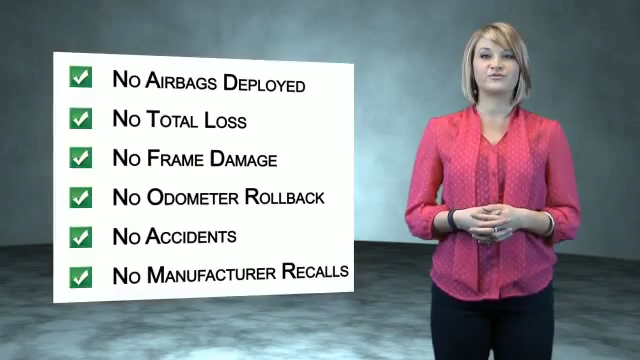 No Airbags Deployed
No Total Loss
No Frame Damage
No Odometer Rollback
No Accidents
No Manufacturer Recalls